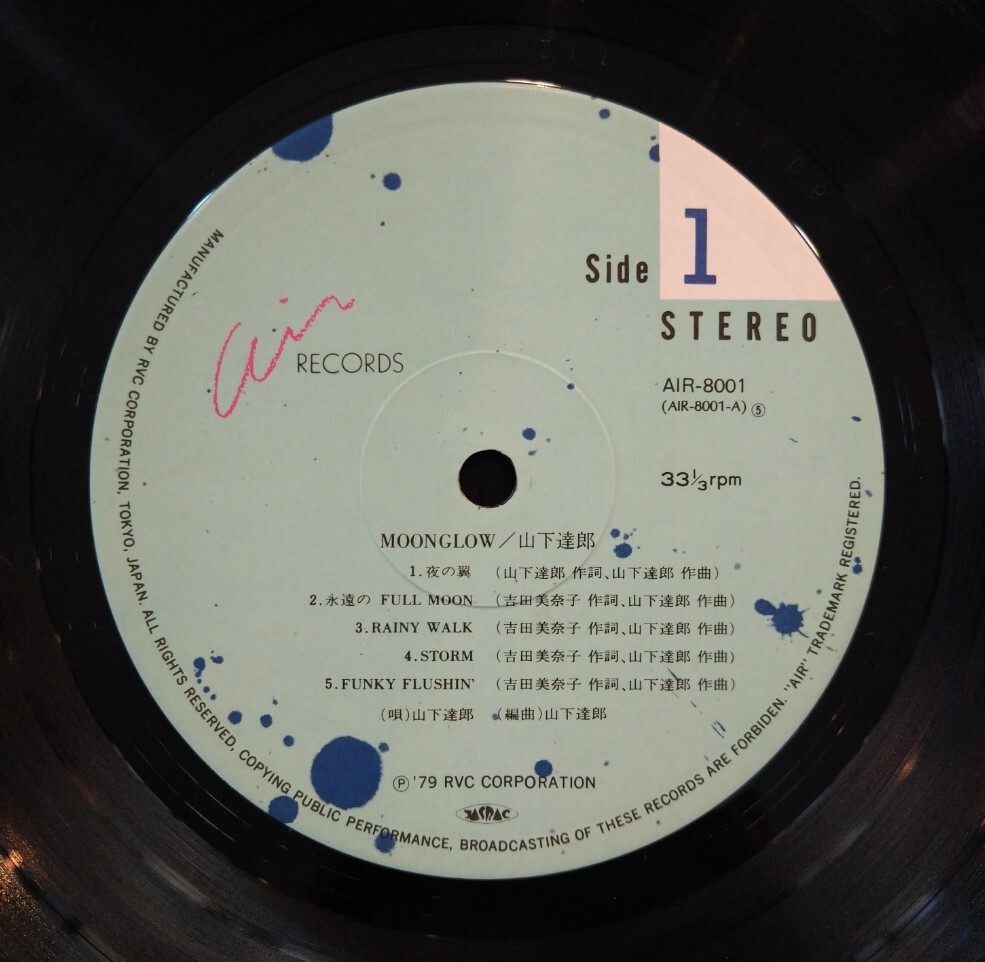 Side 1
STEREO
Air
RECORDS
AIR-8001
(AIR-8001-A) ⑤
33⅓rpm
MOONGLOW/山下達郎
1.夜の翼 (山下達郎 作詞、山下達郎 作曲)
2.永遠の FULL MOON (吉田美奈子 作詞、山下達郎 作曲)
3.RAINY WALK (吉田美奈子 作詞、山下達郎 作曲)
4.STORM (吉田美奈子 作詞、山下達郎 作曲)
5.FUNKY FLUSHIN' (吉田美奈子 作詞、山下達郎 作曲)
(唄)山下達郎 (編曲)山下達郎
Ⓟ '79 RVC CORPORATION
JASRAC
MANUFACTURED BY RVC CORPORATION, TOKYO, JAPAN. ALL RIGHTS RESERVED, COPYING PUBLIC PERFORMANCE, BROADCASTING OF THESE RECORDS ARE FORBIDEN. "AIR" TRADEMARK REGISTERED.